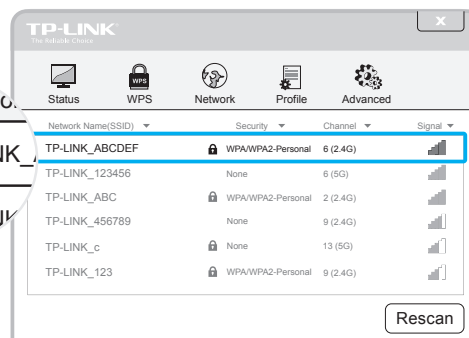 TP-LINK
The Reliable Choice
X
WPS
Status WPS Network Profile Advanced
Network Name(SSID) Security Channel Signal
TP-LINK_ABCDEF WPA/WPA2-Personal 6 (2.4G)
TP-LINK_123456 None 6 (5G)
TP-LINK_ABC WPA/WPA2-Personal 2 (2.4G)
TP-LINK_456789 None 9 (2.4G)
TP-LINK_c None 13 (5G)
TP-LINK_123 WPA/WPA2-Personal 9 (2.4G)
Rescan